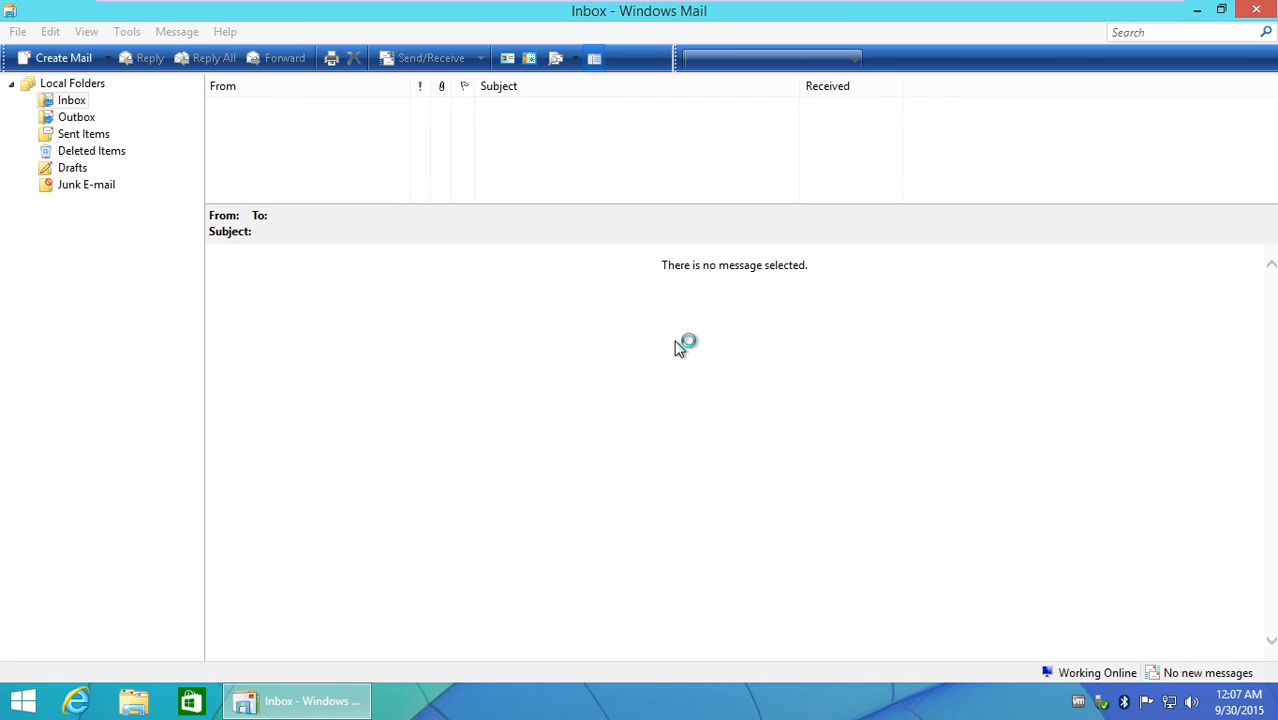 Inbox - Windows Mail
File Edit View Tools Message Help
Search
Create Mail Reply Reply All Forward Send/Receive
Local Folders
Inbox
Outbox
Sent Items
Deleted Items
Drafts
Junk E-mail
From ! Subject Received
From: To:
Subject:
There is no message selected.
Working Online No new messages
Inbox - Windows ...
vm
12:07 AM
9/30/2015